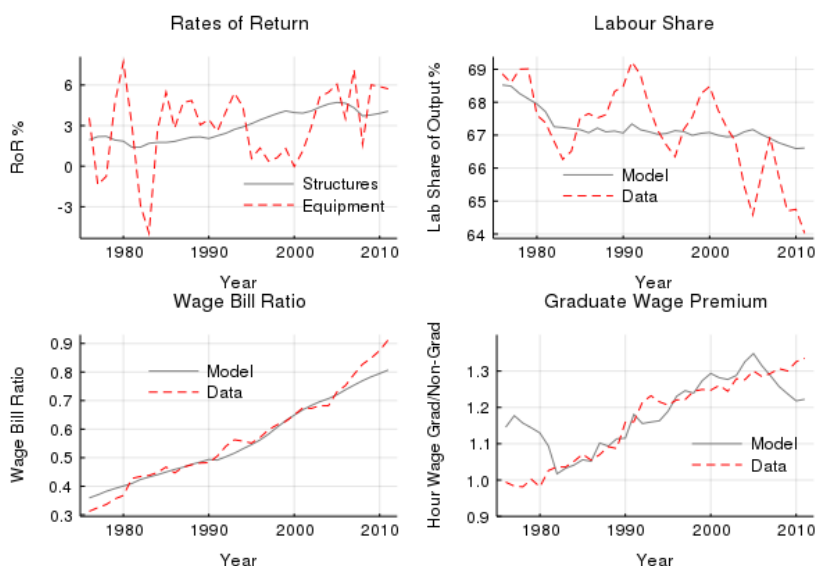 Rates of Return
RoR %
6
3
0
-3
Structures
Equipment
1980
1990
2000
2010
Year
Labour Share
Lab Share of Output %
69
68
67
66
65
64
Model
Data
1980
1990
2000
2010
Year
Wage Bill Ratio
Wage Bill Ratio
0.9
0.8
0.7
0.6
0.5
0.4
0.3
Model
Data
1980
1990
2000
2010
Year
Graduate Wage Premium
Hour Wage Grad/Non-Grad
1.3
1.2
1.1
1.0
0.9
Model
Data
1980
1990
2000
2010
Year